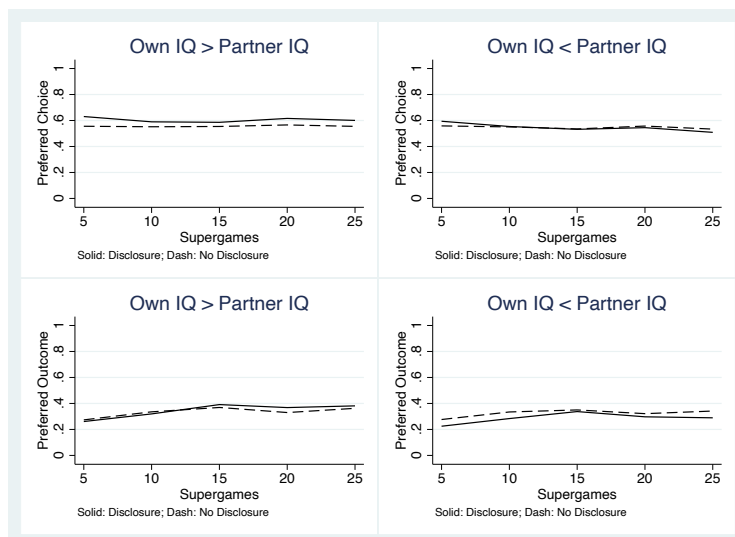 Own IQ > Partner IQ
Preferred Choice
0 .2 .4 .6 .8 1
5 10 15 20 25
Supergames
Solid: Disclosure; Dash: No Disclosure
Own IQ < Partner IQ
Preferred Choice
0 .2 .4 .6 .8 1
5 10 15 20 25
Supergames
Solid: Disclosure; Dash: No Disclosure
Own IQ > Partner IQ
Preferred Outcome
0 .2 .4 .6 .8 1
5 10 15 20 25
Supergames
Solid: Disclosure; Dash: No Disclosure
Own IQ < Partner IQ
Preferred Outcome
0 .2 .4 .6 .8 1
5 10 15 20 25
Supergames
Solid: Disclosure; Dash: No Disclosure